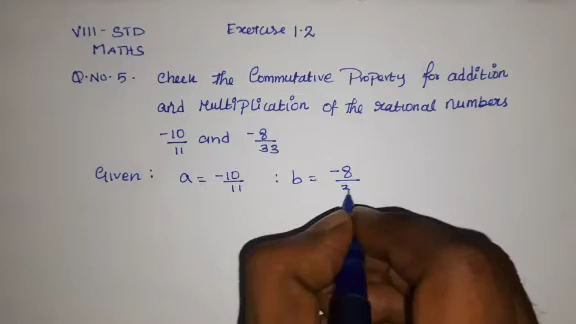 VIII - STD Exercise 1.2
MATHS
Q.No. 5. Check the Commutative Property for addition
and Multiplication of the rational numbers
-10/11 and -8/33
Given : a = -10/11 : b = -8/3